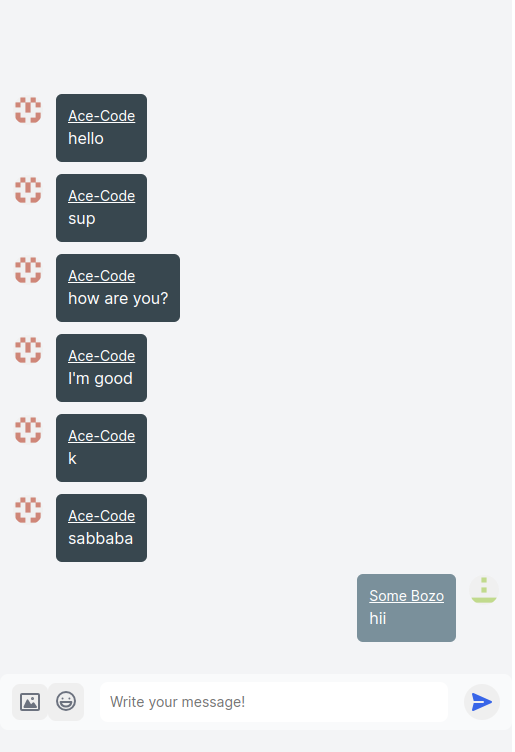 Ace-Code
hello
Ace-Code
sup
Ace-Code
how are you?
Ace-Code
I'm good
Ace-Code
k
Ace-Code
sabbaba
Some Bozo
hii
Write your message!